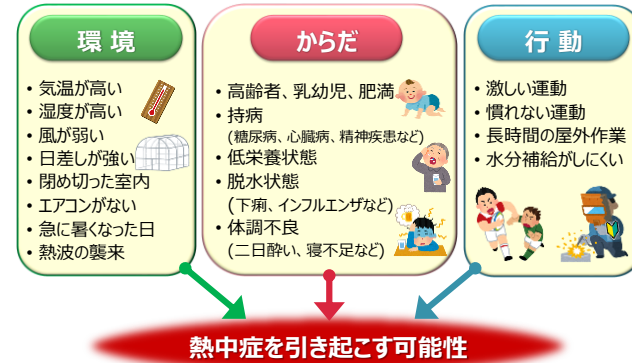 環境
・気温が高い
・湿度が高い
・風が弱い
・日差しが強い
・閉め切った室内
・エアコンがない
・急に暑くなった日
・熱波の襲来
からだ
・高齢者、乳幼児、肥満
・持病
(糖尿病、心臓病、精神疾患など)
・低栄養状態
・脱水状態
(下痢、インフルエンザなど)
・体調不良
(二日酔い、寝不足など)
行動
・激しい運動
・慣れない運動
・長時間の屋外作業
・水分補給がしにくい
熱中症を引き起こす可能性